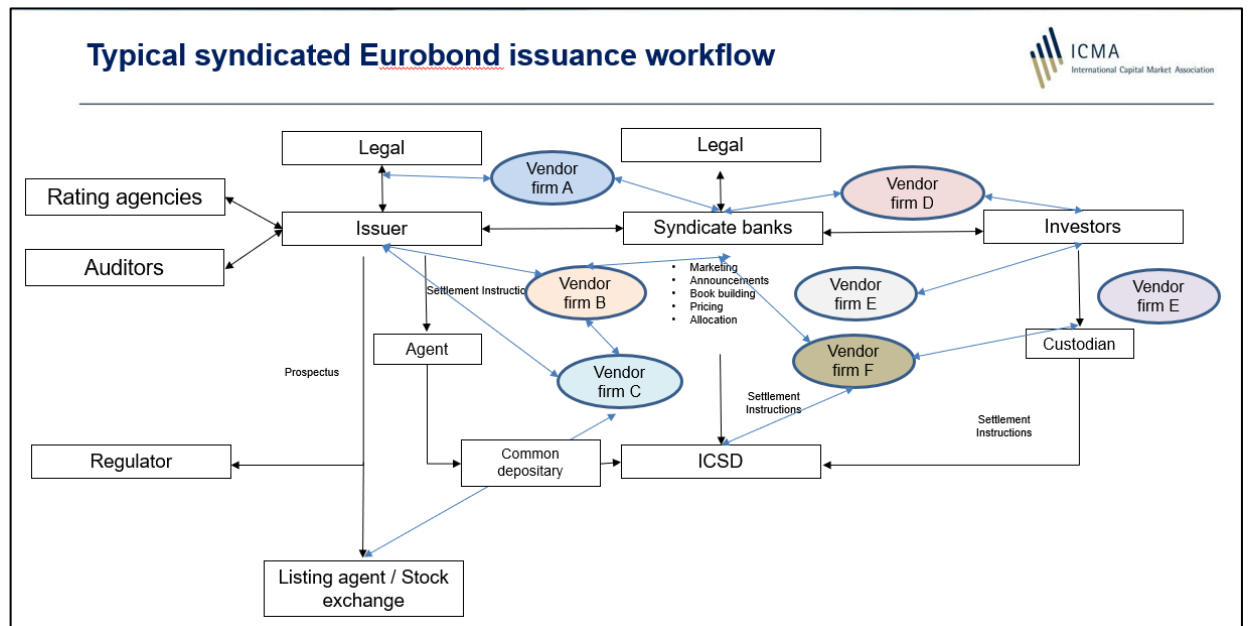 Typical syndicated Eurobond issuance workflow
ICMA
International Capital Market Association
Legal
Legal
Vendor
firm A
Vendor
firm D
Rating agencies
Issuer
Syndicate banks
Investors
Auditors
Settlement Instructio
Vendor
firm B
• Marketing
• Announcements
• Book building
• Pricing
• Allocation
Vendor
firm E
Vendor
firm E
Agent
Custodian
Prospectus
Vendor
firm C
Vendor
firm F
Settlement
Instructions
Settlement
Instructions
Regulator
Common
depositary
ICSD
Listing agent / Stock
exchange